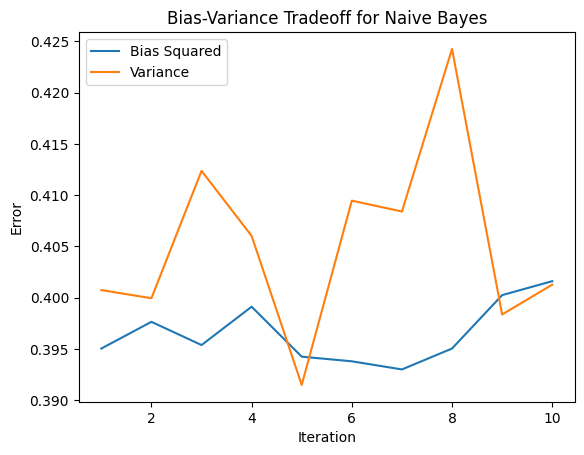 Bias-Variance Tradeoff for Naive Bayes
Bias Squared
Variance
0.425
0.420
0.415
0.410
0.405
0.400
0.395
0.390
Error
2
4
6
8
10
Iteration